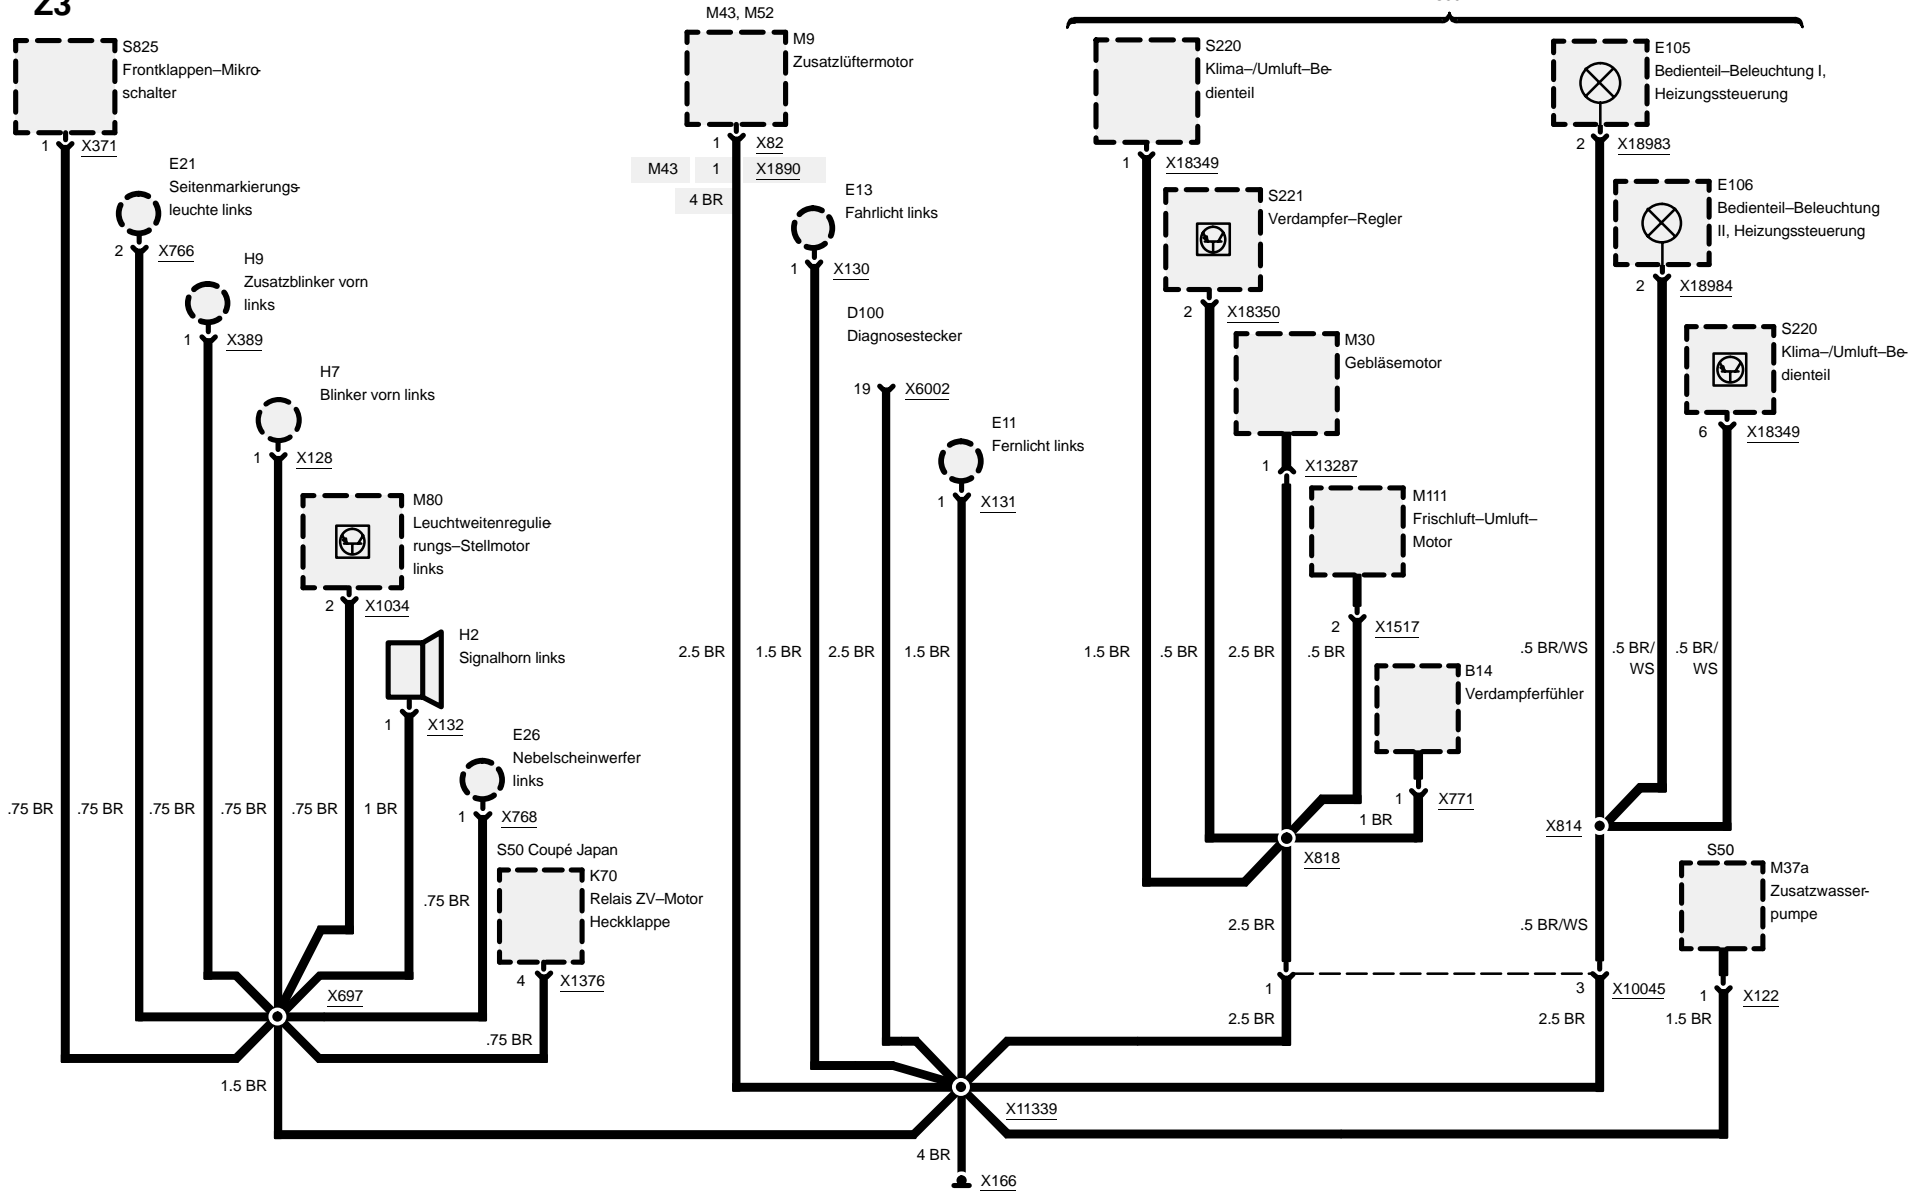 Z3
S825
Frontklappen–Mikro-
schalter
1 X371
E21
Seitenmarkierungs-
leuchte links
2 X766
H9
Zusatzblinker vorn
links
1 X389
H7
Blinker vorn links
1 X128
M80
Leuchtweitenregulie-
rungs–Stellmotor
links
2 X1034
H2
Signalhorn links
1 X132
E26
Nebelscheinwerfer
links
1 X768
.75 BR .75 BR .75 BR .75 BR .75 BR 1 BR
.75 BR
S50 Coupé Japan
K70
Relais ZV–Motor
Heckklappe
4 X1376
.75 BR
X697
1.5 BR
M43, M52
M9
Zusatzlüftermotor
1 X82
M43 1 X1890
4 BR
E13
Fahrlicht links
1 X130
D100
Diagnosestecker
19 X6002
E11
Fernlicht links
1 X131
2.5 BR 1.5 BR 2.5 BR 1.5 BR
S220
Klima–/Umluft–Be-
dienteil
1 X18349
S221
Verdampfer–Regler
2 X18350
M30
Gebläsemotor
1 X13287
M111
Frischluft–Umluft–
Motor
2 X1517
B14
Verdampferfühler
1 X771
1.5 BR .5 BR 2.5 BR .5 BR
1 BR
X818
2.5 BR
1
2.5 BR
E105
Bedienteil–Beleuchtung I,
Heizungssteuerung
2 X18983
E106
Bedienteil–Beleuchtung
II, Heizungssteuerung
2 X18984
S220
Klima–/Umluft–Be-
dienteil
6 X18349
.5 BR/WS .5 BR/ .5 BR/
WS WS
X814
.5 BR/WS
3 X10045
2.5 BR
S50
M37a
Zusatzwasser-
pumpe
1 X122
1.5 BR
X11339
4 BR
X166